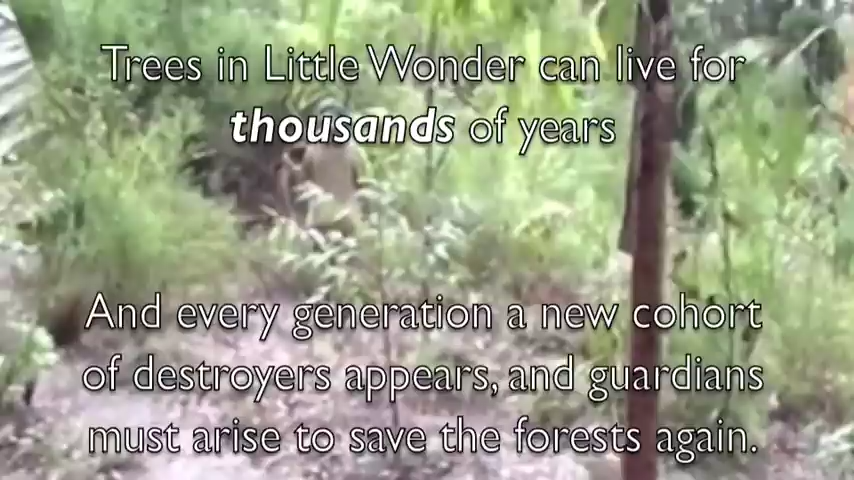 Trees in Little Wonder can live for
thousands of years
And every generation a new cohort
of destroyers appears, and guardians
must arise to save the forests again.